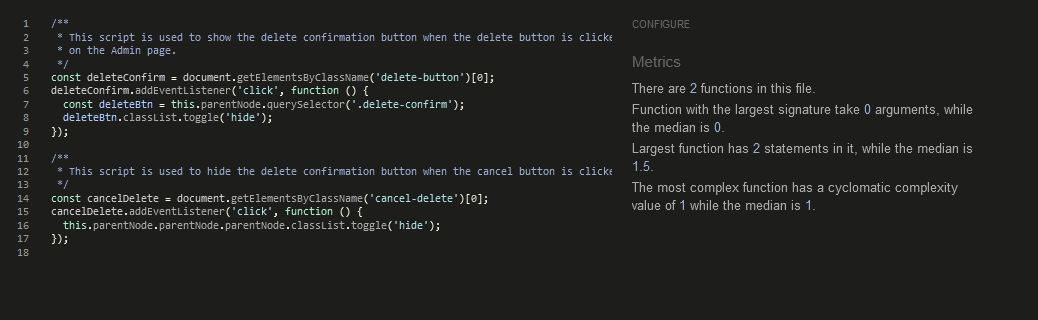 1 /**
2 * This script is used to show the delete confirmation button when the delete button is clicke
3 * on the Admin page.
4 */
5 const deleteConfirm = document.getElementsByClassName('delete-button')[0];
6 deleteConfirm.addEventListener('click', function () {
7 const deleteBtn = this.parentNode.querySelector('.delete-confirm');
8 deleteBtn.classList.toggle('hide');
9 });
10
11 /**
12 * This script is used to hide the delete confirmation button when the cancel button is clicke
13 */
14 const cancelDelete = document.getElementsByClassName('cancel-delete')[0];
15 cancelDelete.addEventListener('click', function () {
16 this.parentNode.parentNode.parentNode.classList.toggle('hide');
17 });
18
CONFIGURE
Metrics
There are 2 functions in this file.
Function with the largest signature take 0 arguments, while
the median is 0.
Largest function has 2 statements in it, while the median is
1.5.
The most complex function has a cyclomatic complexity
value of 1 while the median is 1.